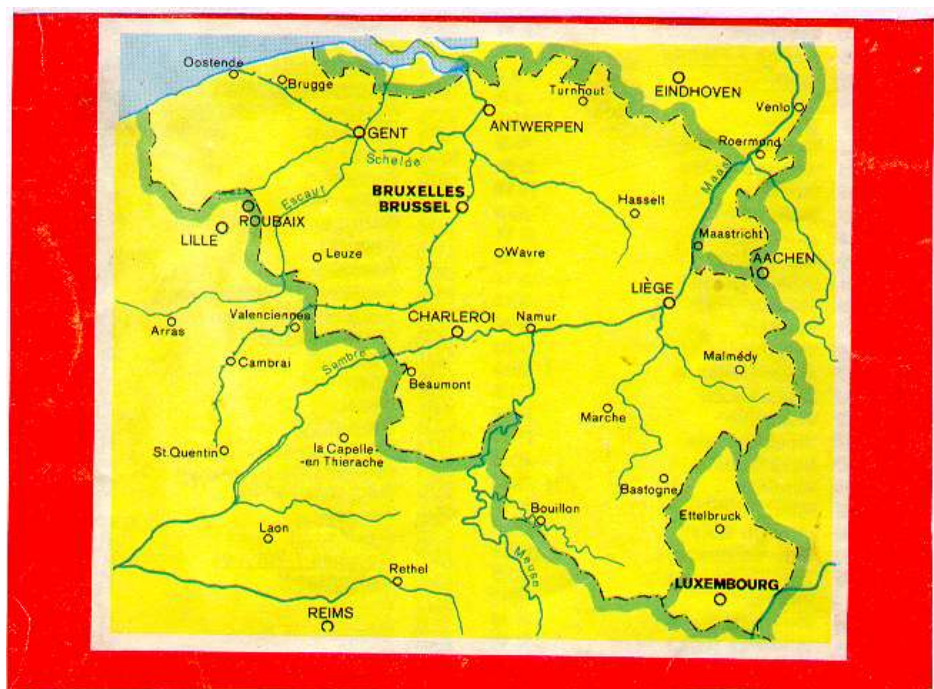 Oostende
Brugge
Turnhout
EINDHOVEN
Venlo
GENT
ANTWERPEN
Schelde
Roermond
Maas
BRUXELLES
BRUSSEL
Escaut
Hasselt
ROUBAIX
LILLE
Leuze
Wavre
Maastricht
AACHEN
LIÈGE
Arras
Valenciennes
CHARLEROI
Namur
Cambrai
Sambre
Beaumont
Malmédy
Marche
St.Quentin
la Capelle-
-en Thierache
Bastogne
Laon
Bouillon
Ettelbruck
Rethel
Meuse
LUXEMBOURG
REIMS